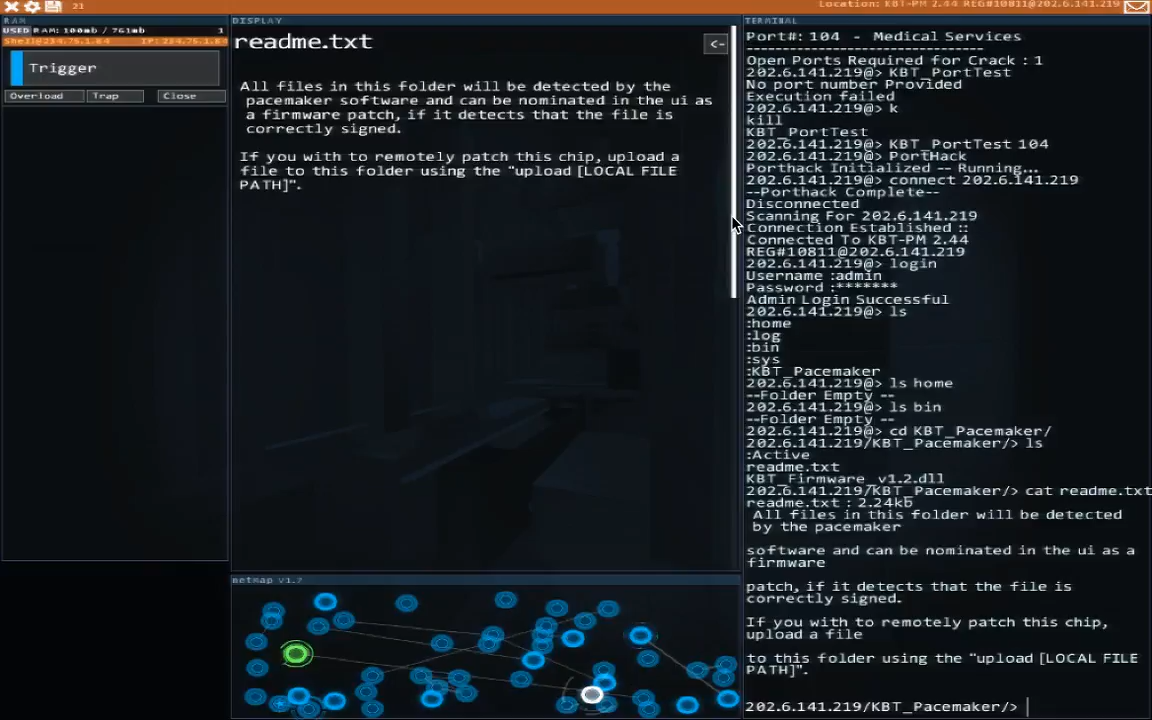 21
Location: KBT-PM 2.44 REG#10811@202.6.141.219
RAM
USED RAM: 100mb / 761mb 1
Trigger
Overload Trap Close
DISPLAY
readme.txt
<-
All files in this folder will be detected by the
pacemaker software and can be nominated in the ui as
a firmware patch, if it detects that the file is
correctly signed.
If you with to remotely patch this chip, upload a
file to this folder using the "upload [LOCAL FILE
PATH]".
netmap v1.7
TERMINAL
Port#: 104 - Medical Services
---------------------------------
Open Ports Required for Crack : 1
202.6.141.219@> KBT_PortTest
No port number Provided
Execution failed
202.6.141.219@> k
kill
KBT_PortTest
202.6.141.219@> KBT_PortTest 104
202.6.141.219@> PortHack
Porthack Initialized -- Running...
202.6.141.219@> connect 202.6.141.219
--Porthack Complete--
Disconnected
Scanning For 202.6.141.219
Connection Established ::
Connected To KBT-PM 2.44
REG#10811@202.6.141.219
202.6.141.219@> login
Username :admin
Password :*******
Admin Login Successful
202.6.141.219@> ls
:home
:log
:bin
:sys
:KBT_Pacemaker
202.6.141.219@> ls home
--Folder Empty --
202.6.141.219@> ls bin
--Folder Empty --
202.6.141.219@> cd KBT_Pacemaker/
202.6.141.219/KBT_Pacemaker/> ls
:Active
readme.txt
KBT_Firmware_v1.2.dll
202.6.141.219/KBT_Pacemaker/> cat readme.txt
readme.txt : 2.24kb
All files in this folder will be detected
by the pacemaker
software and can be nominated in the ui as a
firmware
patch, if it detects that the file is
correctly signed.
If you with to remotely patch this chip,
upload a file
to this folder using the "upload [LOCAL FILE
PATH]".
202.6.141.219/KBT_Pacemaker/>